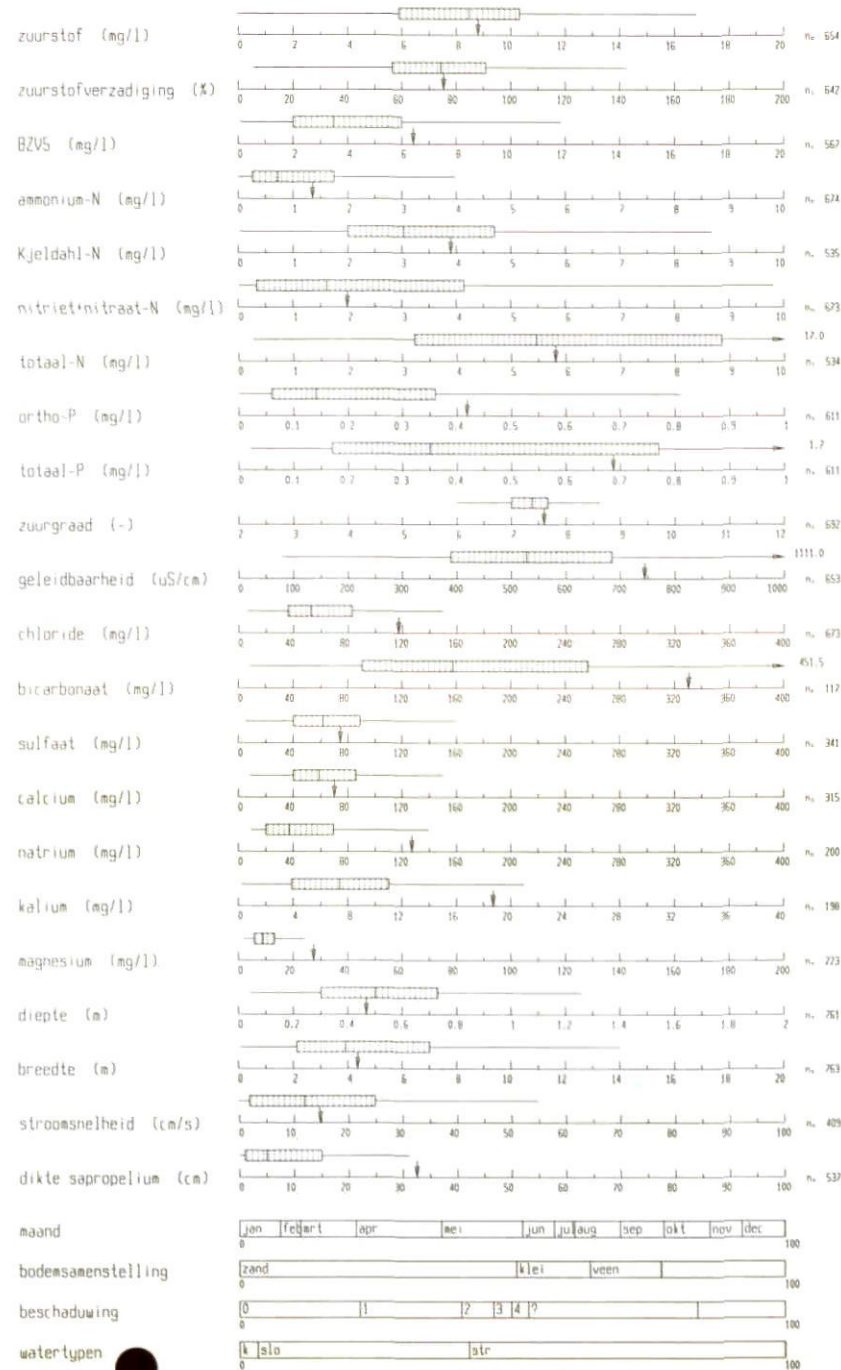 zuurstof (mg/l) 0 2 4 6 8 10 12 14 16 18 20 n= 654
zuurstofverzadiging (%) 0 20 40 60 80 100 120 140 160 180 200 n= 642
BZV5 (mg/l) 0 2 4 6 8 10 12 14 16 18 20 n= 567
ammonium-N (mg/l) 0 1 2 3 4 5 6 7 8 9 10 n= 674
Kjeldahl-N (mg/l) 0 1 2 3 4 5 6 7 8 9 10 n= 535
nitriet+nitraat-N (mg/l) 0 1 2 3 4 5 6 7 8 9 10 n= 673
17.0
totaal-N (mg/l) 0 1 2 3 4 5 6 7 8 9 10 n= 534
ortho-P (mg/l) 0 0.1 0.2 0.3 0.4 0.5 0.6 0.7 0.8 0.9 1 n= 611
1.7
totaal-P (mg/l) 0 0.1 0.2 0.3 0.4 0.5 0.6 0.7 0.8 0.9 1 n= 611
zuurgraad (-) 2 3 4 5 6 7 8 9 10 11 12 n= 692
1111.0
geleidbaarheid (uS/cm) 0 100 200 300 400 500 600 700 800 900 1000 n= 653
chloride (mg/l) 0 40 80 120 160 200 240 280 320 360 400 n= 673
451.5
bicarbonaat (mg/l) 0 40 80 120 160 200 240 280 320 360 400 n= 117
sulfaat (mg/l) 0 40 80 120 160 200 240 280 320 360 400 n= 341
calcium (mg/l) 0 40 80 120 160 200 240 280 320 360 400 n= 315
natrium (mg/l) 0 40 80 120 160 200 240 280 320 360 400 n= 200
kalium (mg/l) 0 4 8 12 16 20 24 28 32 36 40 n= 198
magnesium (mg/l) 0 20 40 60 80 100 120 140 160 180 200 n= 273
diepte (m) 0 0.2 0.4 0.6 0.8 1 1.2 1.4 1.6 1.8 2 n= 761
breedte (m) 0 2 4 6 8 10 12 14 16 18 20 n= 763
stroomsnelheid (cm/s) 0 10 20 30 40 50 60 70 80 90 100 n= 409
dikte sapropelium (cm) 0 10 20 30 40 50 60 70 80 90 100 n= 537
maand jan feb mrt apr mei jun jul aug sep okt nov dec
0 100
bodemsamenstelling zand klei veen
0 100
beschaduwing 0 1 2 3 4 ?
0 100
watertypen k slo str
0 100